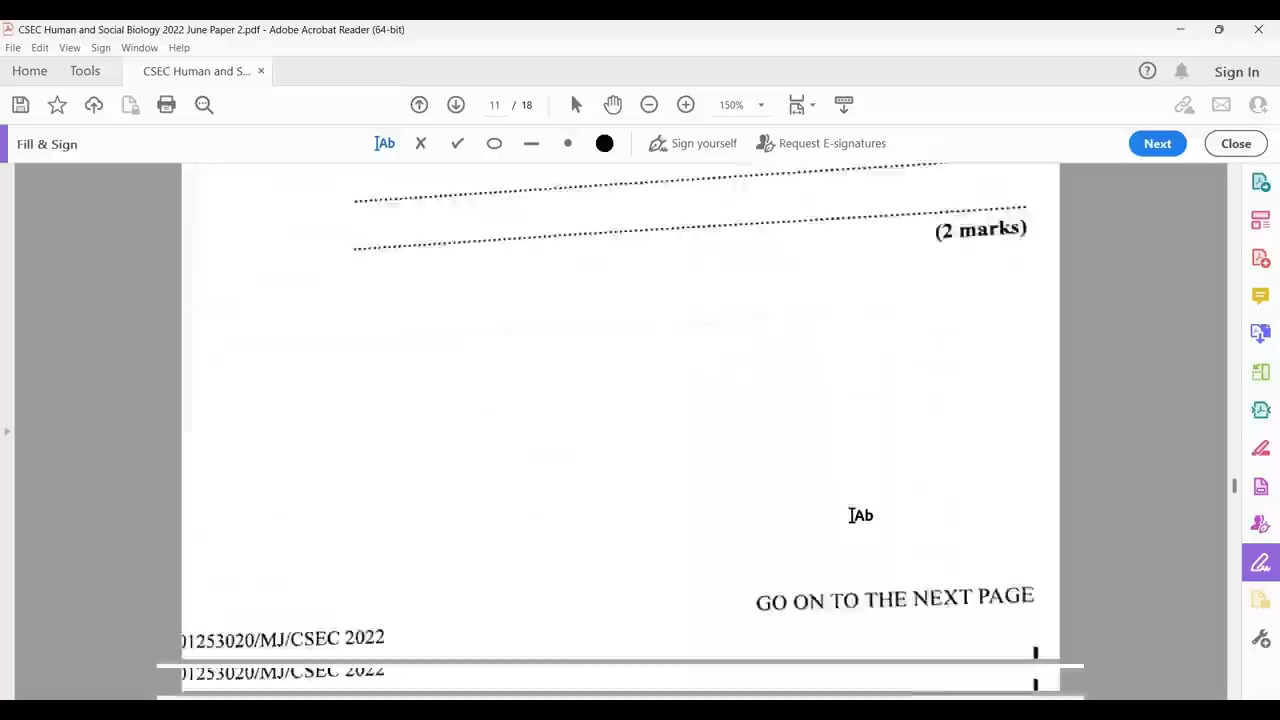 CSEC Human and Social Biology 2022 June Paper 2.pdf - Adobe Acrobat Reader (64-bit)
File Edit View Sign Window Help
Home Tools CSEC Human and S... ×
Sign In
11 / 18 150%
Fill & Sign
Ab
Sign yourself
Request E-signatures
Next
Close
(2 marks)
Ab
GO ON TO THE NEXT PAGE
01253020/MJ/CSEC 2022
01253020/MJ/CSEC 2022